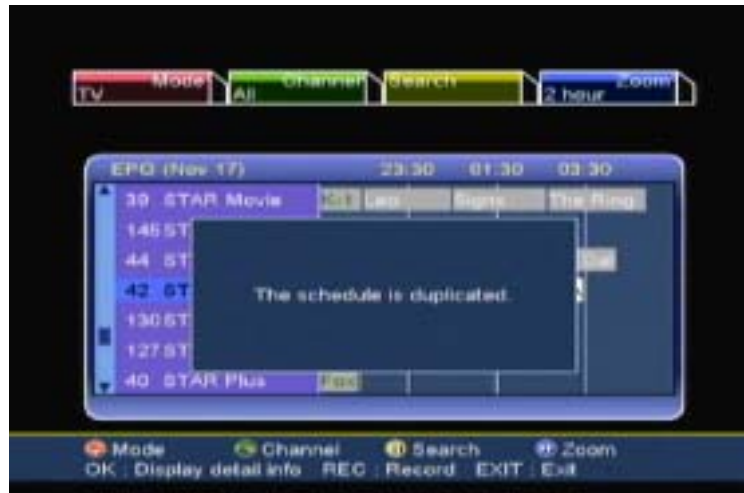 Mode Channel Search Zoom
TV All 2 hour
EPG (Nov 17) 23:30 01:30 03:30
39 STAR Movie Leo Signs The Ring
145 ST
44 ST
42 ST
The schedule is duplicated.
130 ST
127 ST
40 STAR Plus Fox
Mode Channel Search Zoom
OK : Display detail info REC : Record EXIT : Exit